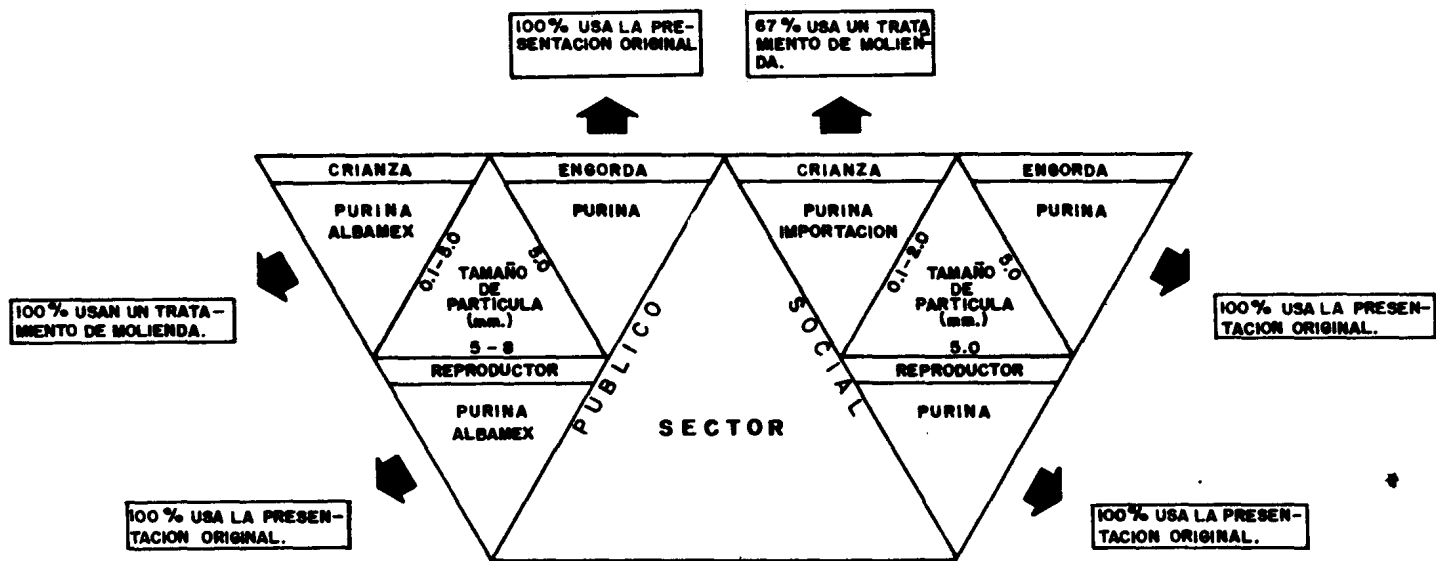 100% USA LA PRE-
SENTACION ORIGINAL
67% USA UN TRATA
MIENTO DE MOLIEN-
DA.
CRIANZA
ENGORDA
CRIANZA
ENGORDA
PURINA
ALBAMEX
PURINA
PURINA
IMPORTACION
PURINA
0.1-5.0
5.0
TAMAÑO
DE
PARTICULA
(mm.)
5-8
0.1-2.0
5.0
TAMAÑO
DE
PARTICULA
(mm.)
5.0
100% USAN UN TRATA-
MIENTO DE MOLIENDA.
100% USA LA PRESEN-
TACION ORIGINAL.
REPRODUCTOR
REPRODUCTOR
PURINA
ALBAMEX
PUBLICO
SECTOR
SOCIAL
PURINA
100% USA LA PRESEN-
TACION ORIGINAL.
100% USA LA PRESEN-
TACION ORIGINAL.